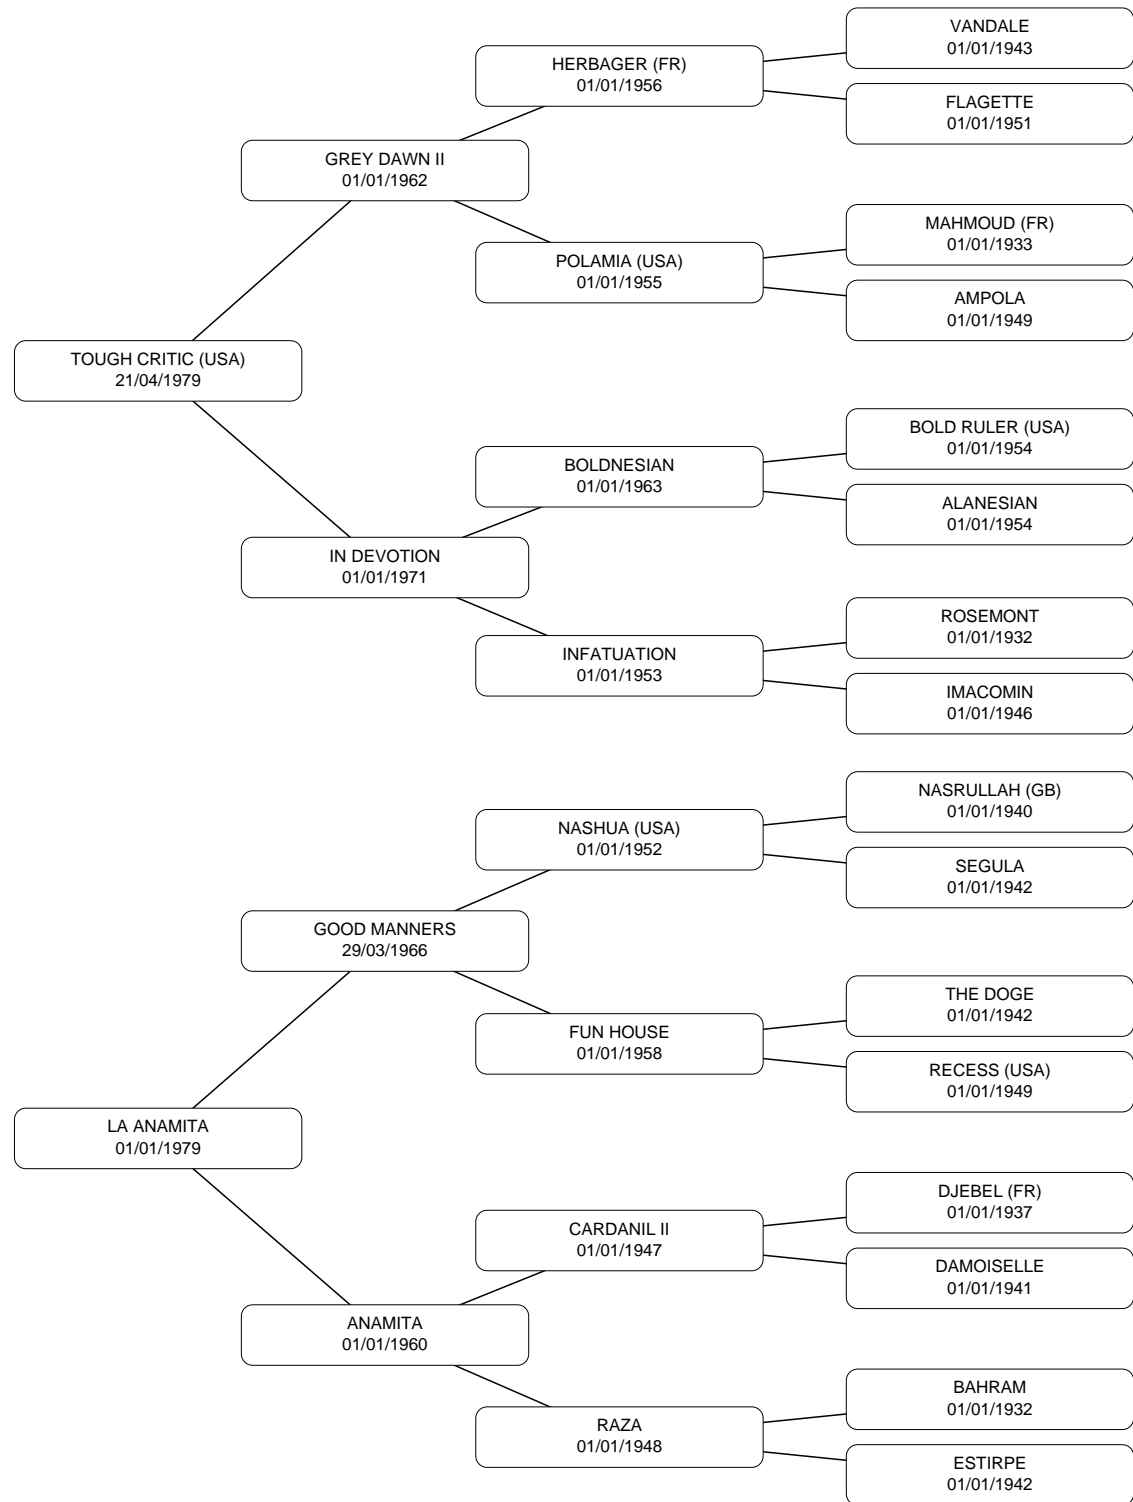 VANDALE
01/01/1943
HERBAGER (FR)
01/01/1956
FLAGETTE
01/01/1951
GREY DAWN II
01/01/1962
MAHMOUD (FR)
01/01/1933
POLAMIA (USA)
01/01/1955
AMPOLA
01/01/1949
TOUGH CRITIC (USA)
21/04/1979
BOLD RULER (USA)
01/01/1954
BOLDNESIAN
01/01/1963
ALANESIAN
01/01/1954
IN DEVOTION
01/01/1971
ROSEMONT
01/01/1932
INFATUATION
01/01/1953
IMACOMIN
01/01/1946
NASRULLAH (GB)
01/01/1940
NASHUA (USA)
01/01/1952
SEGULA
01/01/1942
GOOD MANNERS
29/03/1966
THE DOGE
01/01/1942
FUN HOUSE
01/01/1958
RECESS (USA)
01/01/1949
LA ANAMITA
01/01/1979
DJEBEL (FR)
01/01/1937
CARDANIL II
01/01/1947
DAMOISELLE
01/01/1941
ANAMITA
01/01/1960
BAHRAM
01/01/1932
RAZA
01/01/1948
ESTIRPE
01/01/1942